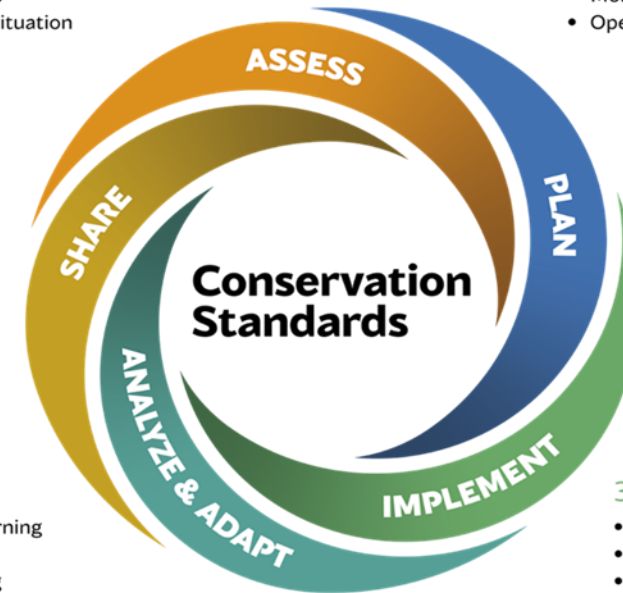 ituation
Ope
ASSESS
PLAN
SHARE
Conservation
Standards
ANALYZE & ADAPT
IMPLEMENT
3
rning